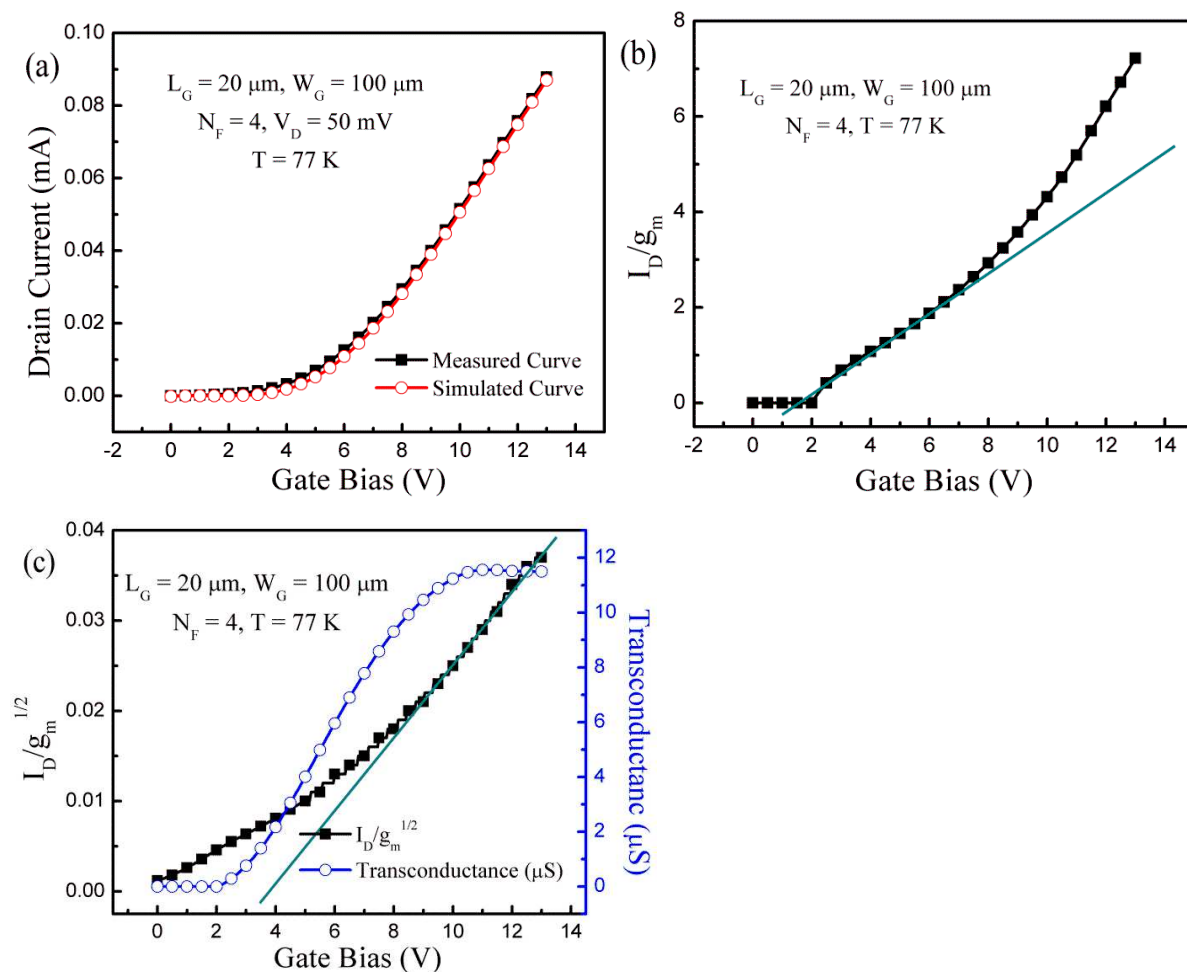 (a)
0.10
0.08
0.06
0.04
0.02
0.00
Drain Current (mA)
L_G = 20 μm, W_G = 100 μm
N_F = 4, V_D = 50 mV
T = 77 K
Measured Curve
Simulated Curve
-2 0 2 4 6 8 10 12 14
Gate Bias (V)
(b)
8
6
4
2
0
I_D/g_m
L_G = 20 μm, W_G = 100 μm
N_F = 4, T = 77 K
-2 0 2 4 6 8 10 12 14
Gate Bias (V)
(c)
0.04
0.03
0.02
0.01
0.00
I_D/g_m^1/2
L_G = 20 μm, W_G = 100 μm
N_F = 4, T = 77 K
I_D/g_m^1/2
Transconductance (μS)
12
10
8
6
4
2
0
Transconductanc (μS)
0 2 4 6 8 10 12 14
Gate Bias (V)